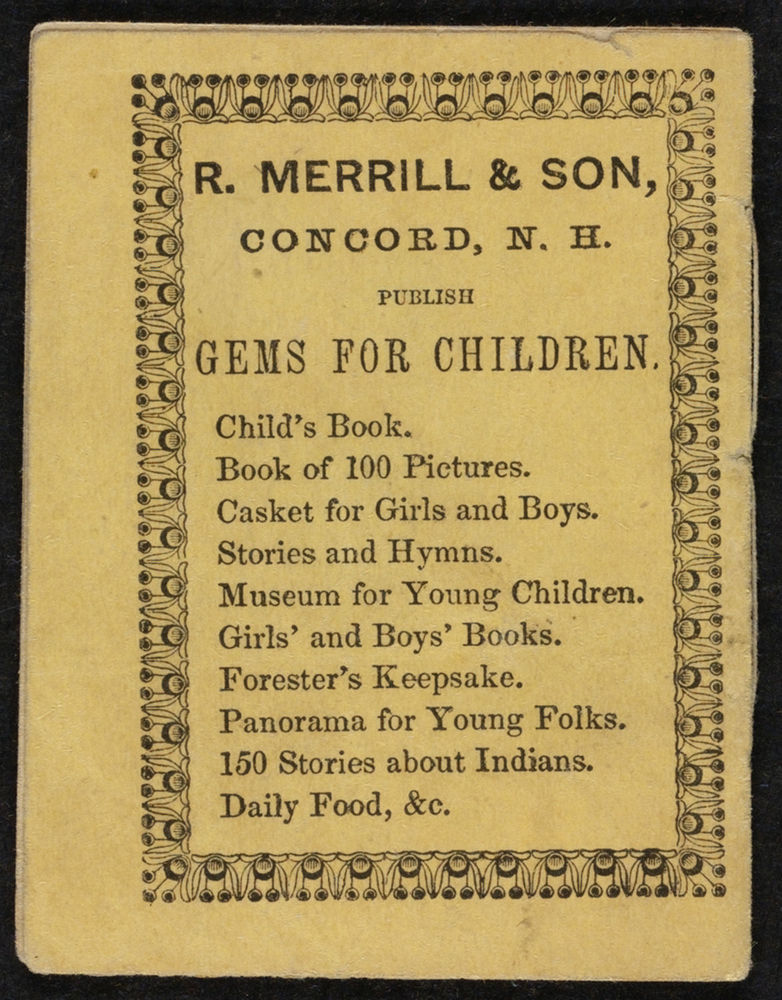 R. MERRILL & SON,
CONCORD, N. H.
PUBLISH
GEMS FOR CHILDREN.
Child's Book.
Book of 100 Pictures.
Casket for Girls and Boys.
Stories and Hymns.
Museum for Young Children.
Girls' and Boys' Books.
Forester's Keepsake.
Panorama for Young Folks.
150 Stories about Indians.
Daily Food, &c.